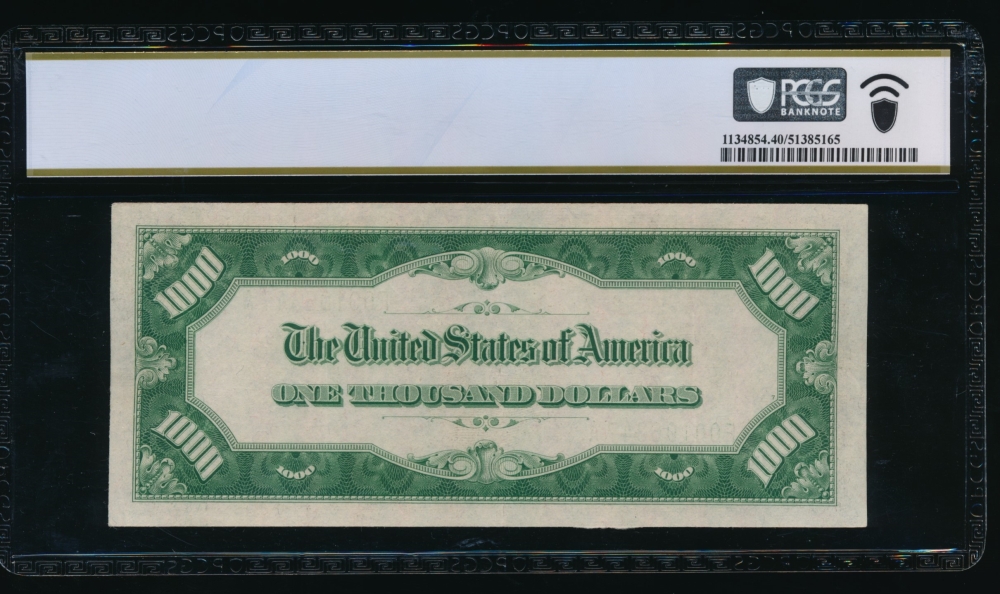 PCGS
BANKNOTE
1134854.40/51385165
1000 1000 1000 1000
The United States of America
ONE THOUSAND DOLLARS
1000 1000 1000 1000